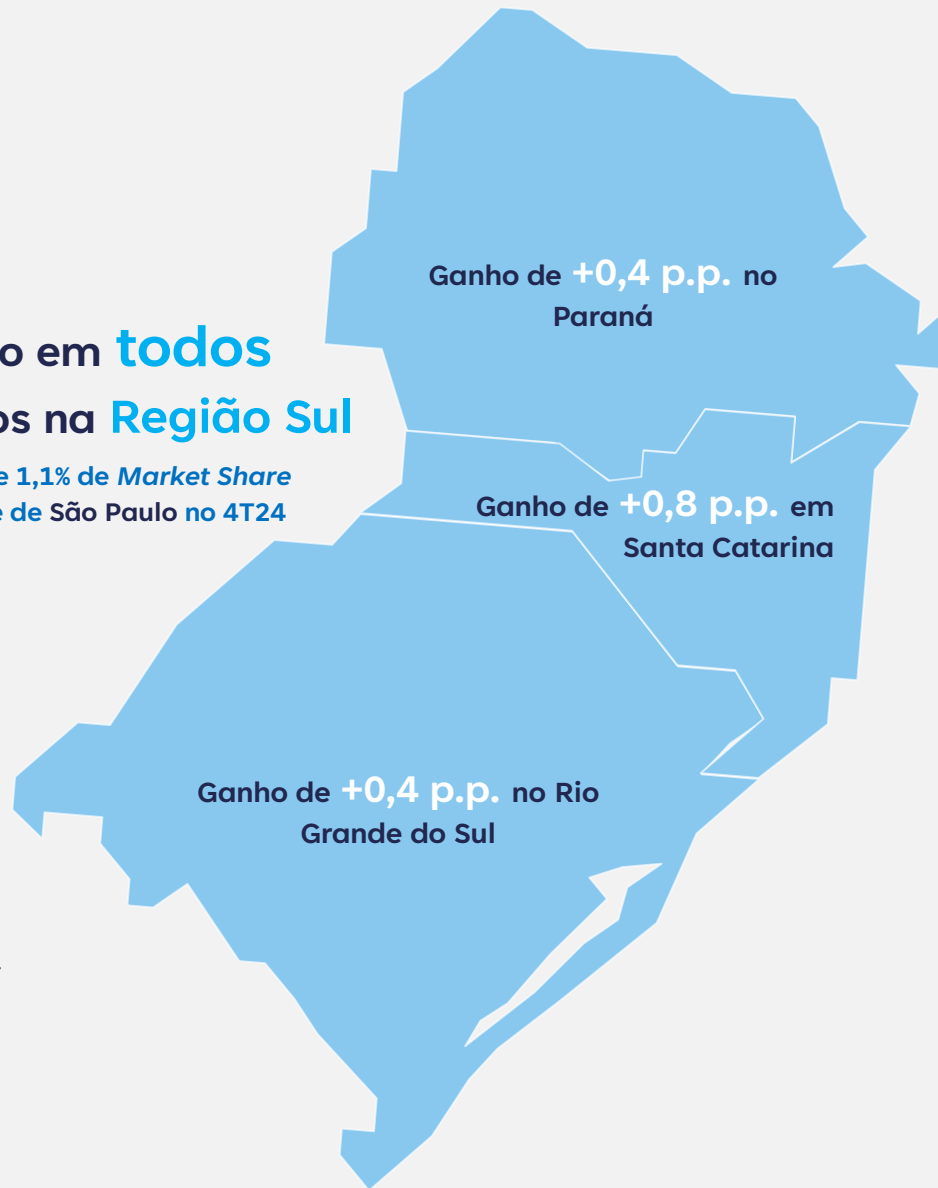 Ganho de +0,4 p.p. no
Paraná
o em todos
os na Região Sul
e 1,1% de Market Share
e de São Paulo no 4T24
Ganho de +0,8 p.p. em
Santa Catarina
Ganho de +0,4 p.p. no Rio
Grande do Sul